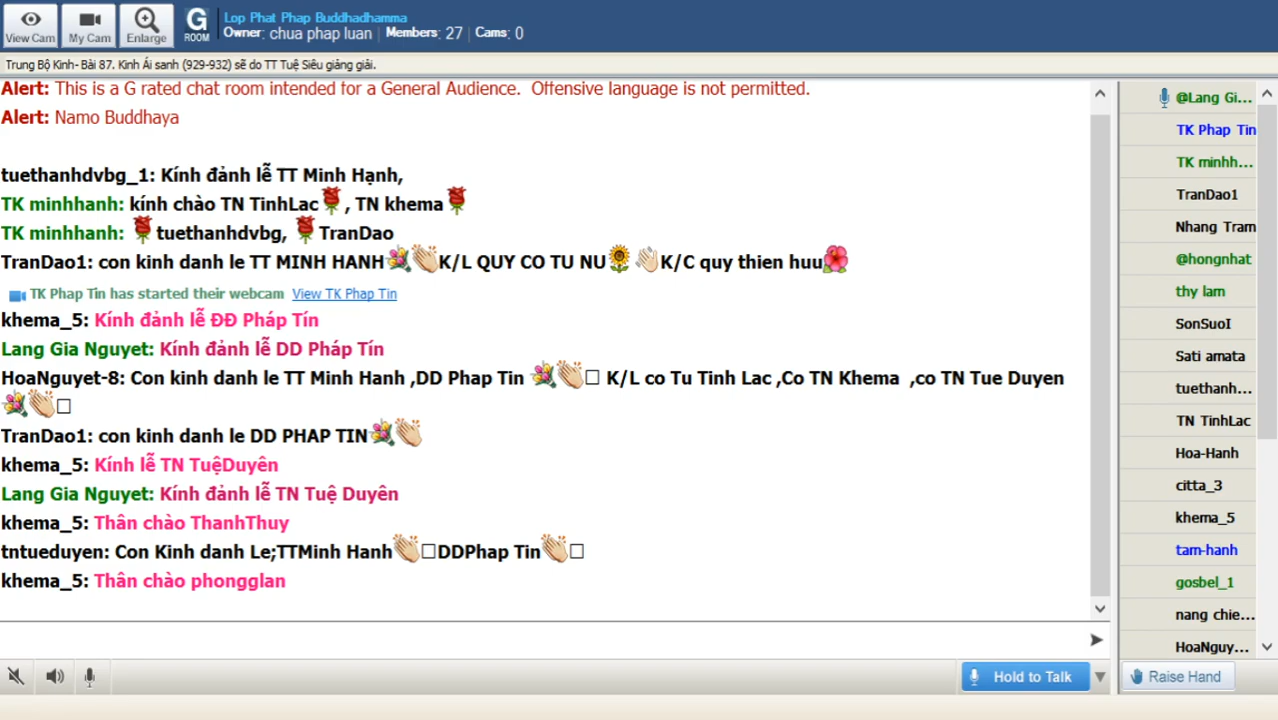 View Cam
My Cam
Enlarge
G
ROOM
Lop Phat Phap Buddhadhamma
Owner: chua phap luan Members: 27 Cams: 0
Trung Bộ Kinh- Bài 87. Kinh Ái sanh (929-932) sẽ do TT Tuệ Siêu giảng giải.
Alert: This is a G rated chat room intended for a General Audience. Offensive language is not permitted.
Alert: Namo Buddhaya
tuethanhdvbg_1: Kính đảnh lễ TT Minh Hạnh,
TK minhhanh: kính chào TN TinhLac, TN khema
TK minhhanh: tuethanhdvbg, TranDao
TranDao1: con kinh danh le TT MINH HANH K/L QUY CO TU NU K/C quy thien huu
TK Phap Tin has started their webcam View TK Phap Tin
khema_5: Kính đảnh lễ ĐĐ Pháp Tín
Lang Gia Nguyet: Kính đảnh lễ DD Pháp Tín
HoaNguyet-8: Con kinh danh le TT Minh Hanh ,DD Phap Tin K/L co Tu Tinh Lac ,Co TN Khema ,co TN Tue Duyen
TranDao1: con kinh danh le DD PHAP TIN
khema_5: Kính lễ TN TuệDuyên
Lang Gia Nguyet: Kính đảnh lễ TN Tuệ Duyên
khema_5: Thân chào ThanhThuy
tntueduyen: Con Kinh danh Le;TTMinh Hanh DDPhap Tin
khema_5: Thân chào phongglan
@Lang Gi...
TK Phap Tin
TK minhh...
TranDao1
Nhang Tram
@hongnhat
thy lam
SonSuoI
Sati amata
tuethanh...
TN TinhLac
Hoa-Hanh
citta_3
khema_5
tam-hanh
gosbel_1
nang chie...
HoaNguy...
Hold to Talk
Raise Hand